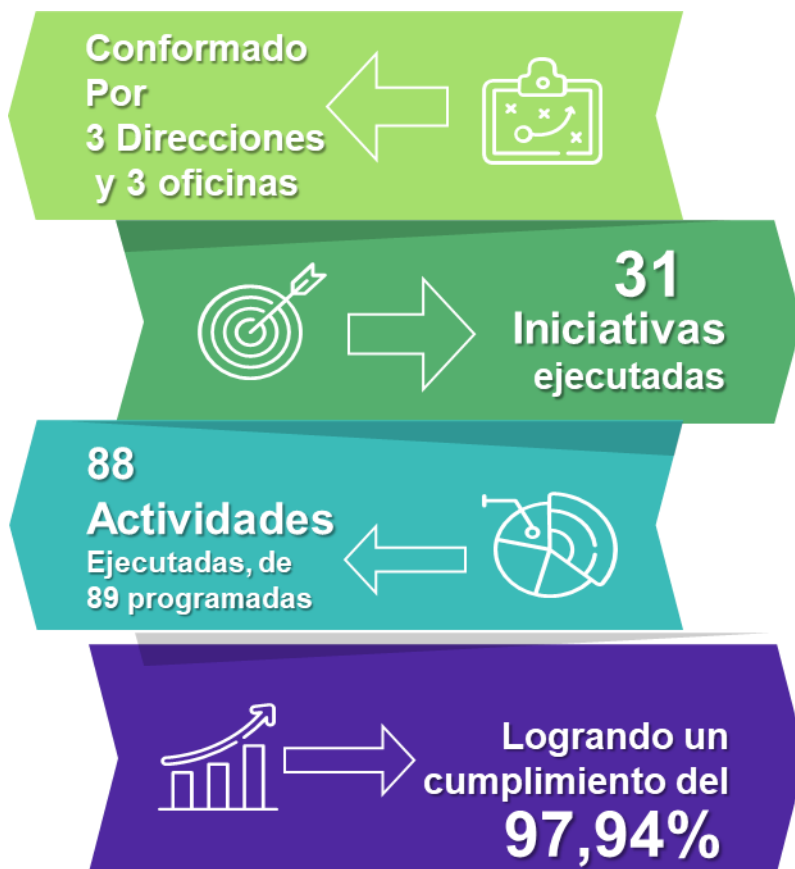 Conformado
Por
3 Direcciones
y 3 oficinas
31
Iniciativas
ejecutadas
88
Actividades
Ejecutadas, de
89 programadas
Logrando un
cumplimiento del
97,94%